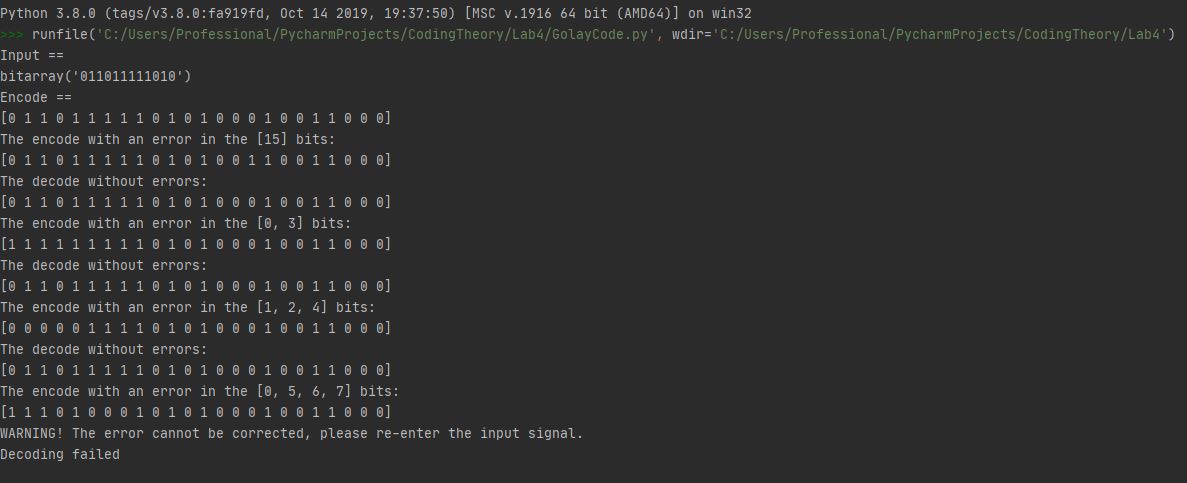 Python 3.8.0 (tags/v3.8.0:fa919fd, Oct 14 2019, 19:37:50) [MSC v.1916 64 bit (AMD64)] on win32
>>> runfile('C:/Users/Professional/PycharmProjects/CodingTheory/Lab4/GolayCode.py', wdir='C:/Users/Professional/PycharmProjects/CodingTheory/Lab4')
Input ==
bitarray('011011111010')
Encode ==
[0 1 1 0 1 1 1 1 1 0 1 0 1 0 0 0 1 0 0 1 1 0 0 0]
The encode with an error in the [15] bits:
[0 1 1 0 1 1 1 1 1 0 1 0 1 0 0 1 1 0 0 1 1 0 0 0]
The decode without errors:
[0 1 1 0 1 1 1 1 1 0 1 0 1 0 0 0 1 0 0 1 1 0 0 0]
The encode with an error in the [0, 3] bits:
[1 1 1 1 1 1 1 1 1 0 1 0 1 0 0 0 1 0 0 1 1 0 0 0]
The decode without errors:
[0 1 1 0 1 1 1 1 1 0 1 0 1 0 0 0 1 0 0 1 1 0 0 0]
The encode with an error in the [1, 2, 4] bits:
[0 0 0 0 0 1 1 1 1 0 1 0 1 0 0 0 1 0 0 1 1 0 0 0]
The decode without errors:
[0 1 1 0 1 1 1 1 1 0 1 0 1 0 0 0 1 0 0 1 1 0 0 0]
The encode with an error in the [0, 5, 6, 7] bits:
[1 1 1 0 1 0 0 0 1 0 1 0 1 0 0 0 1 0 0 1 1 0 0 0]
WARNING! The error cannot be corrected, please re-enter the input signal.
Decoding failed